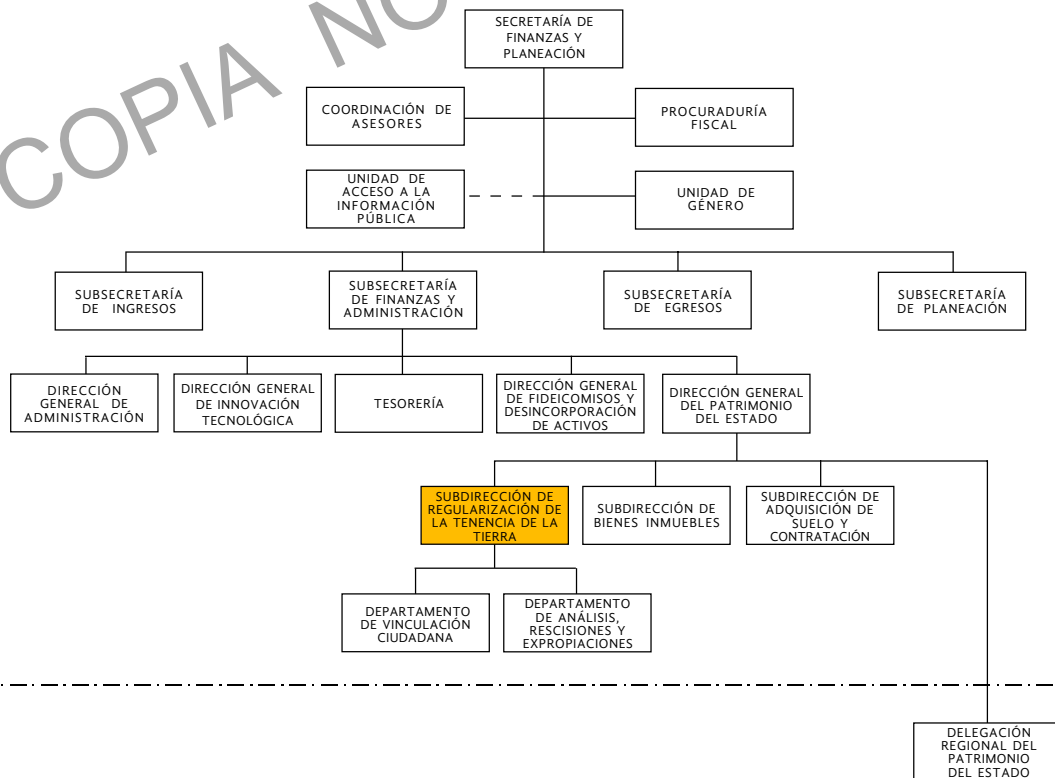 COPIA NO
SECRETARÍA DE
FINANZAS Y
PLANEACIÓN
COORDINACIÓN DE
ASESORES
PROCURADURÍA
FISCAL
UNIDAD DE
ACCESO A LA
INFORMACIÓN
PÚBLICA
UNIDAD DE
GÉNERO
SUBSECRETARÍA
DE INGRESOS
SUBSECRETARÍA
DE FINANZAS Y
ADMINISTRACIÓN
SUBSECRETARÍA
DE EGRESOS
SUBSECRETARÍA
DE PLANEACIÓN
DIRECCIÓN
GENERAL DE
ADMINISTRACIÓN
DIRECCIÓN GENERAL
DE INNOVACIÓN
TECNOLÓGICA
TESORERÍA
DIRECCIÓN GENERAL
DE FIDEICOMISOS Y
DESINCORPORACIÓN
DE ACTIVOS
DIRECCIÓN GENERAL
DEL PATRIMONIO
DEL ESTADO
SUBDIRECCIÓN DE
REGULARIZACIÓN DE
LA TENENCIA DE LA
TIERRA
SUBDIRECCIÓN DE
BIENES INMUEBLES
SUBDIRECCIÓN DE
ADQUISICIÓN DE
SUELO Y
CONTRATACIÓN
DEPARTAMENTO
DE VINCULACIÓN
CIUDADANA
DEPARTAMENTO
DE ANÁLISIS,
RESCISIONES Y
EXPROPIACIONES
DELEGACIÓN
REGIONAL DEL
PATRIMONIO
DEL ESTADO